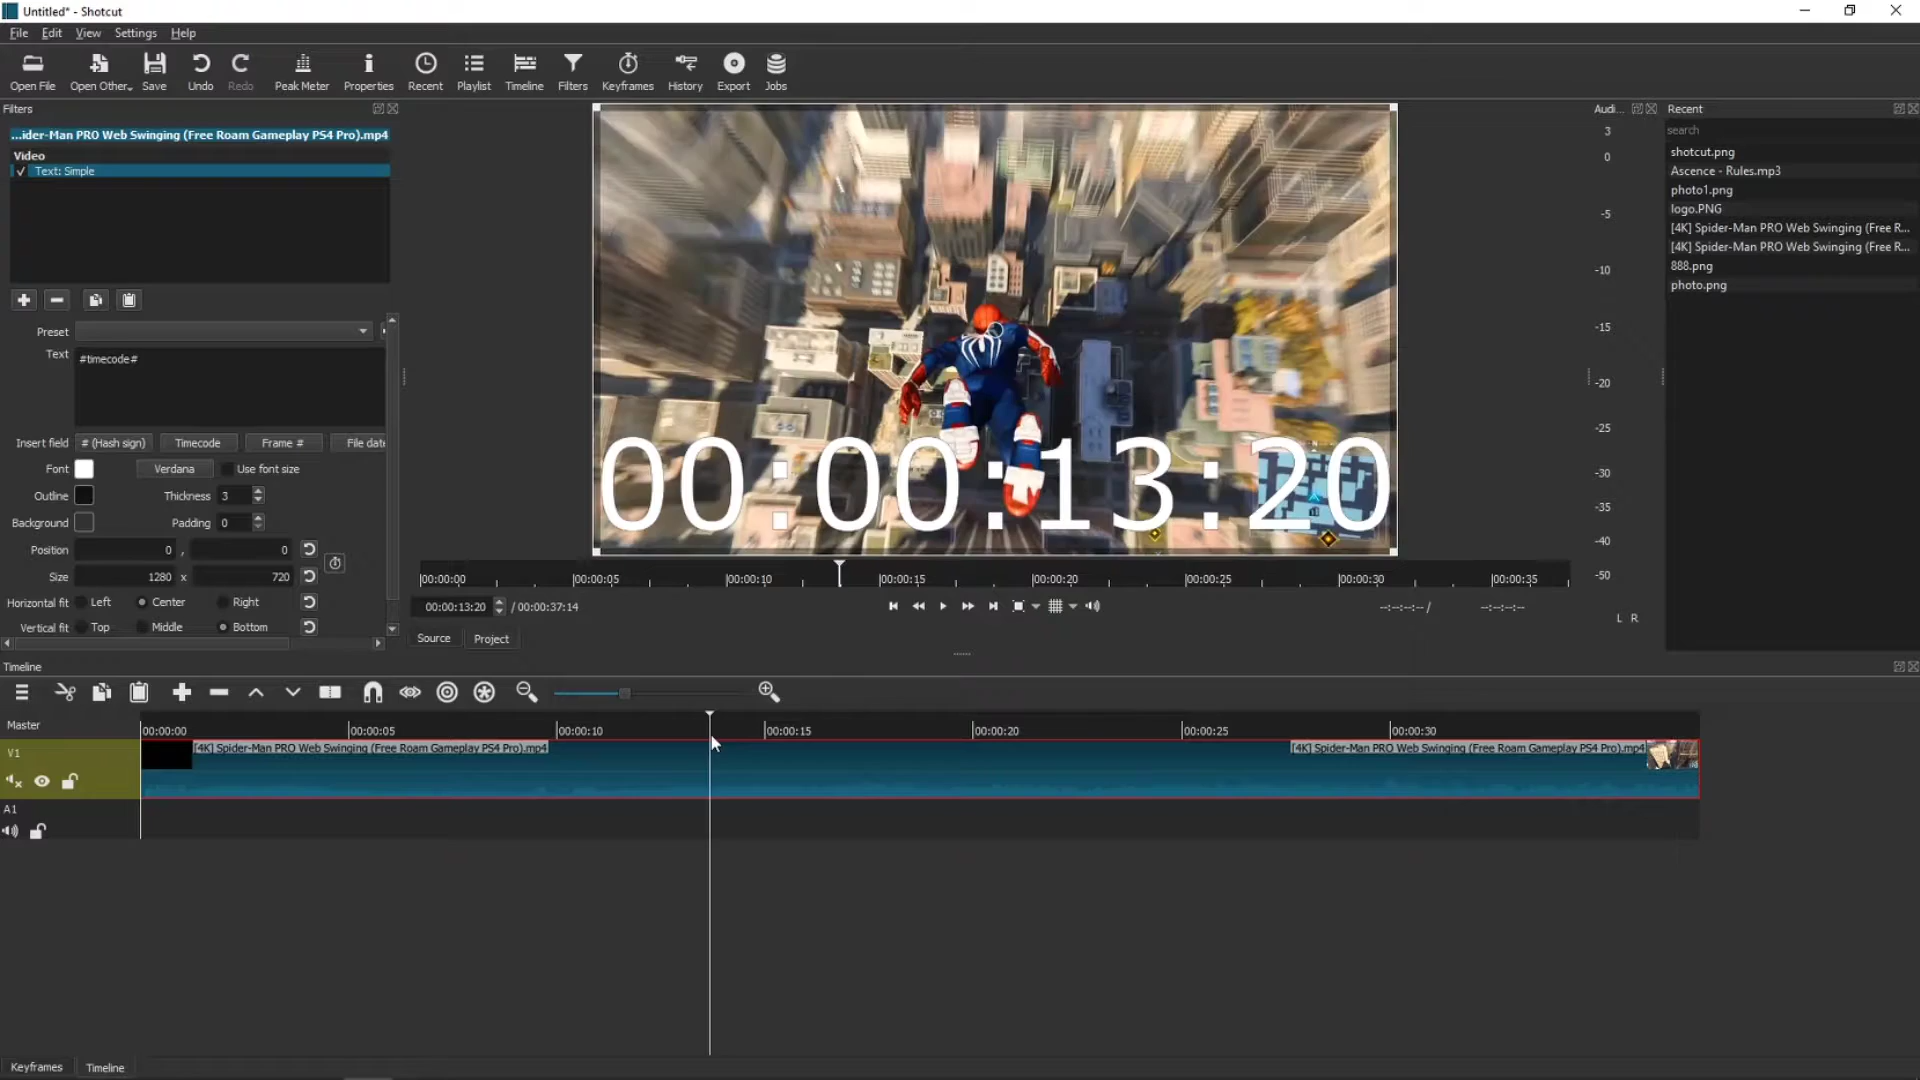 Untitled* - Shotcut
File Edit View Settings Help
Open File Open Other... Save Undo Redo Peak Meter Properties Recent Playlist Timeline Filters Keyframes History Export Jobs
Filters
...ider-Man PRO Web Swinging (Free Roam Gameplay PS4 Pro).mp4
Video
✓ Text: Simple
Preset
Text #timecode#
Insert field # (Hash sign) Timecode Frame # File date
Font Verdana Use font size
Outline Thickness 3
Background Padding 0
Position 0 , 0
Size 1280 x 720
Horizontal fit Left Center Right
Vertical fit Top Middle Bottom
00:00:13:20
00:00:00 00:00:05 00:00:10 00:00:15 00:00:20 00:00:25 00:00:30 00:00:35
00:00:13:20 / 00:00:37:14 --:--:--:-- / --:--:--:--
Source Project
Audi...
3
0
-5
-10
-15
-20
-25
-30
-35
-40
-50
L R
Recent
search
shotcut.png
Ascence - Rules.mp3
photo1.png
logo.PNG
[4K] Spider-Man PRO Web Swinging (Free R...
[4K] Spider-Man PRO Web Swinging (Free R...
888.png
photo.png
Timeline
Master
00:00:00 00:00:05 00:00:10 00:00:15 00:00:20 00:00:25 00:00:30
V1
[4K] Spider-Man PRO Web Swinging (Free Roam Gameplay PS4 Pro).mp4 [4K] Spider-Man PRO Web Swinging (Free Roam Gameplay PS4 Pro).mp4
A1
Keyframes Timeline